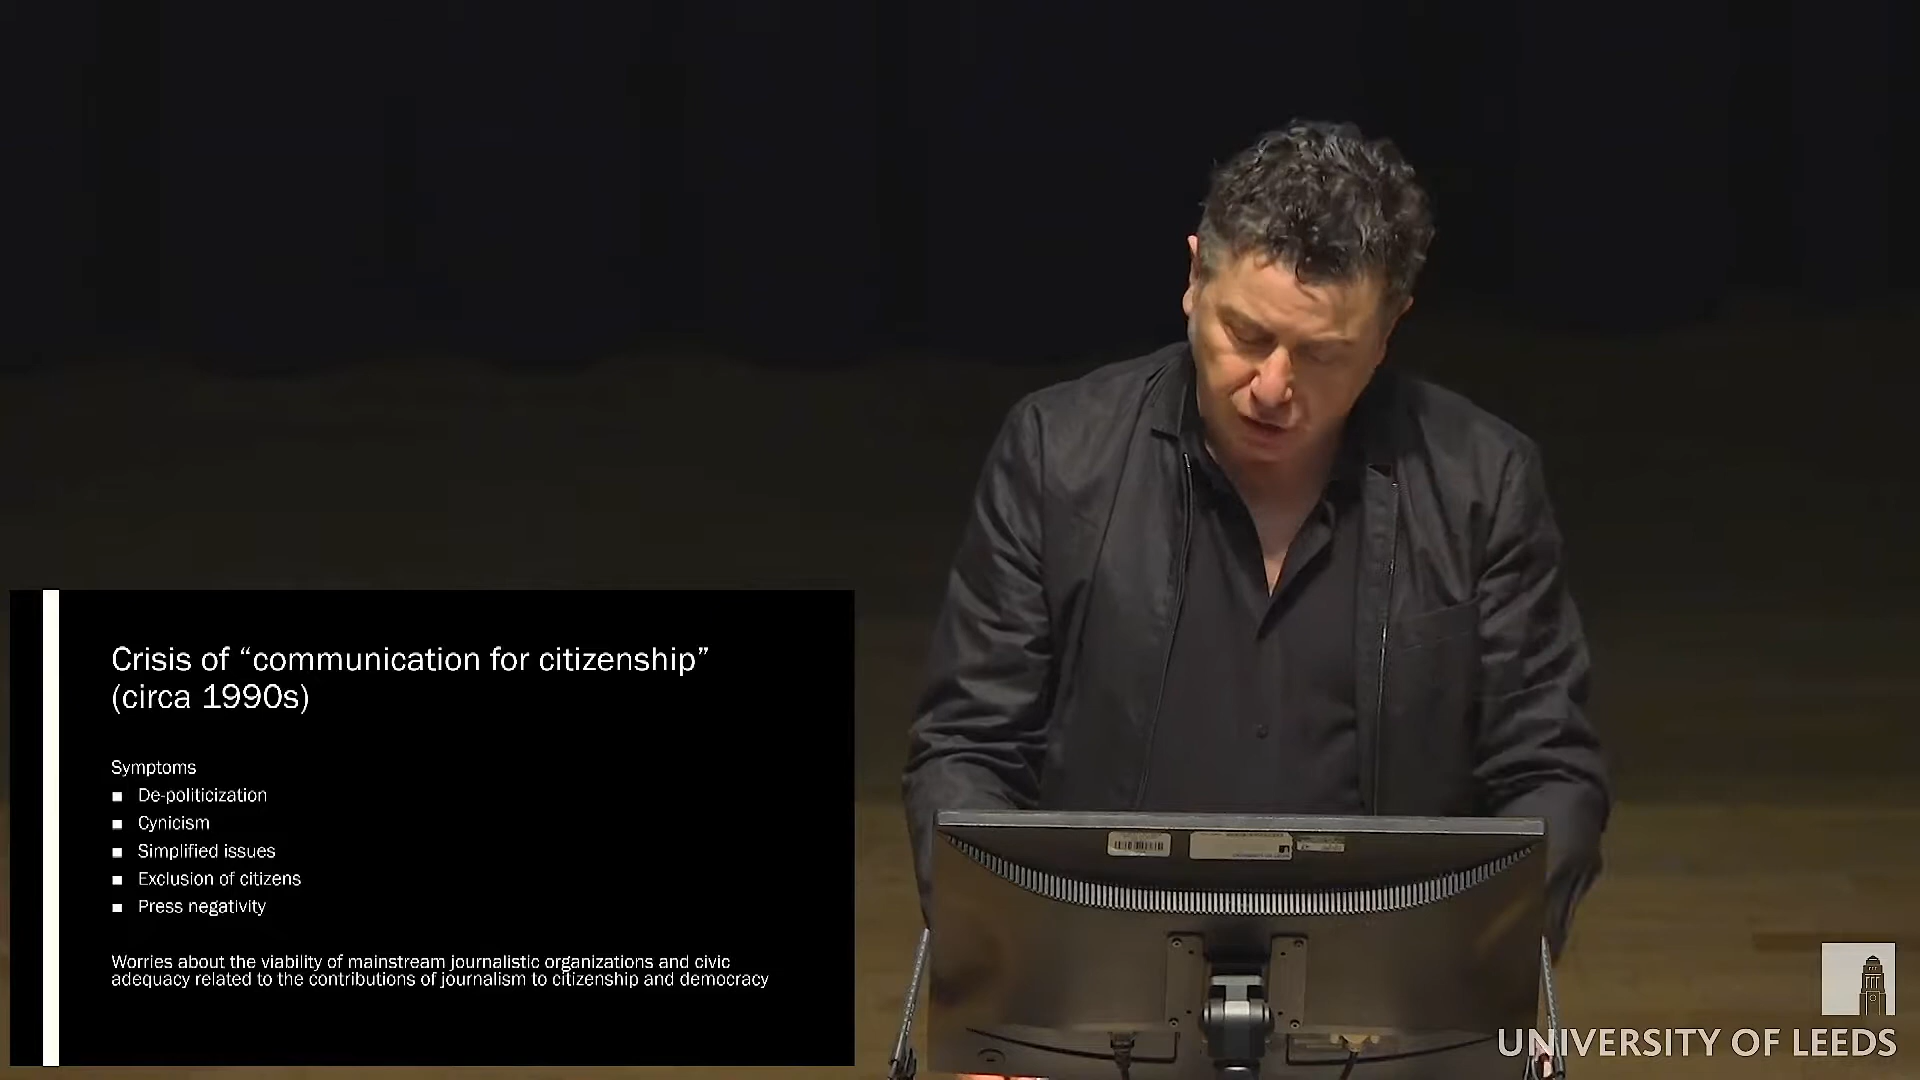 Crisis of “communication for citizenship”
(circa 1990s)
Symptoms
■ De-politicization
■ Cynicism
■ Simplified issues
■ Exclusion of citizens
■ Press negativity
Worries about the viability of mainstream journalistic organizations and civic
adequacy related to the contributions of journalism to citizenship and democracy
UNIVERSITY OF LEEDS